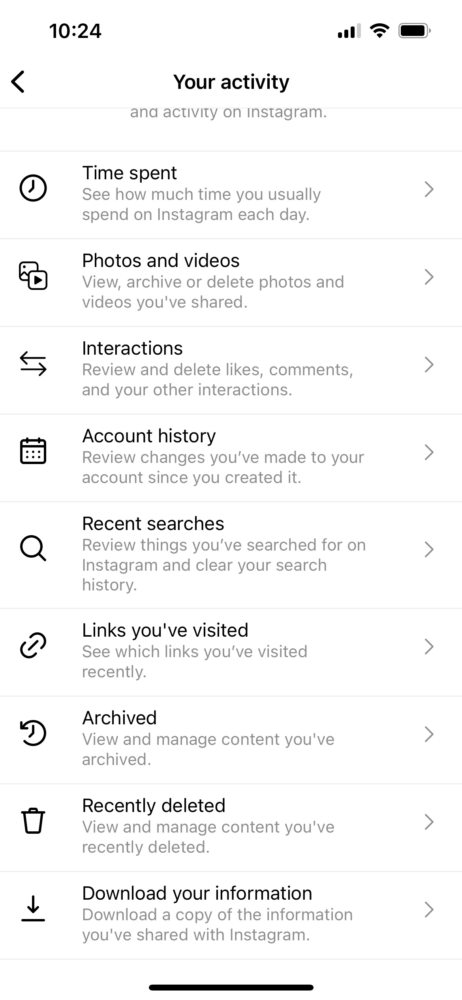 10:24
Your activity
and activity on Instagram.
Time spent
See how much time you usually
spend on Instagram each day.
Photos and videos
View, archive or delete photos and
videos you've shared.
Interactions
Review and delete likes, comments,
and your other interactions.
Account history
Review changes you’ve made to your
account since you created it.
Recent searches
Review things you’ve searched for on
Instagram and clear your search
history.
Links you've visited
See which links you’ve visited
recently.
Archived
View and manage content you've
archived.
Recently deleted
View and manage content you've
recently deleted.
Download your information
Download a copy of the information
you've shared with Instagram.